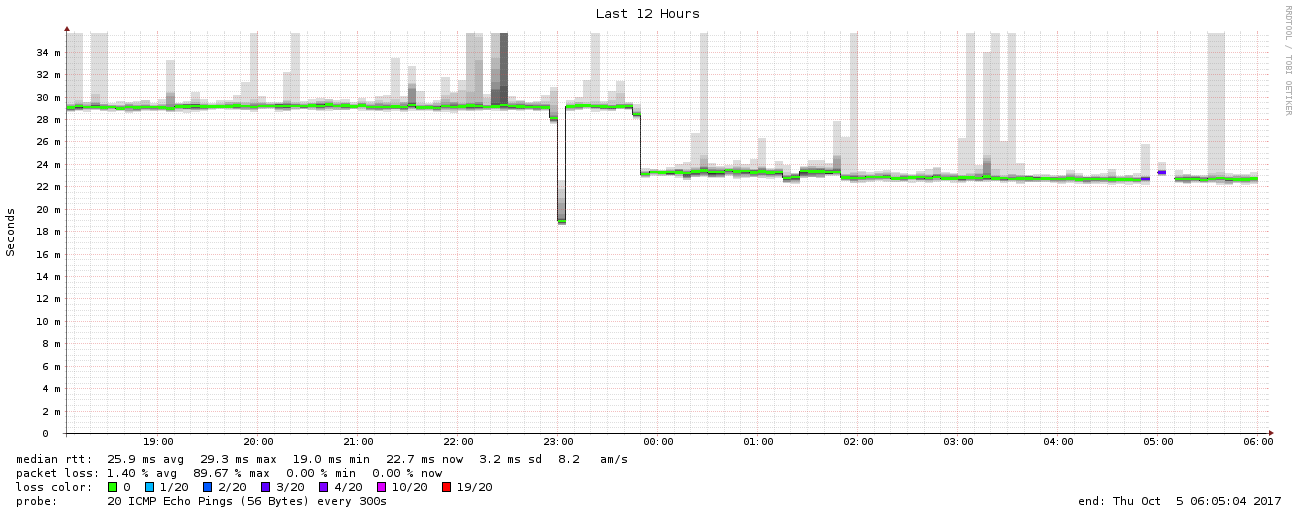 Last 12 Hours
RRDTOOL / TOBI OETIKER
Seconds
34 m
32 m
30 m
28 m
26 m
24 m
22 m
20 m
18 m
16 m
14 m
12 m
10 m
8 m
6 m
4 m
2 m
0
19:00 20:00 21:00 22:00 23:00 00:00 01:00 02:00 03:00 04:00 05:00 06:00
median rtt: 25.9 ms avg 29.3 ms max 19.0 ms min 22.7 ms now 3.2 ms sd 8.2 am/s
packet loss: 1.40 % avg 89.67 % max 0.00 % min 0.00 % now
loss color: 0 1/20 2/20 3/20 4/20 10/20 19/20
probe: 20 ICMP Echo Pings (56 Bytes) every 300s end: Thu Oct 5 06:05:04 2017